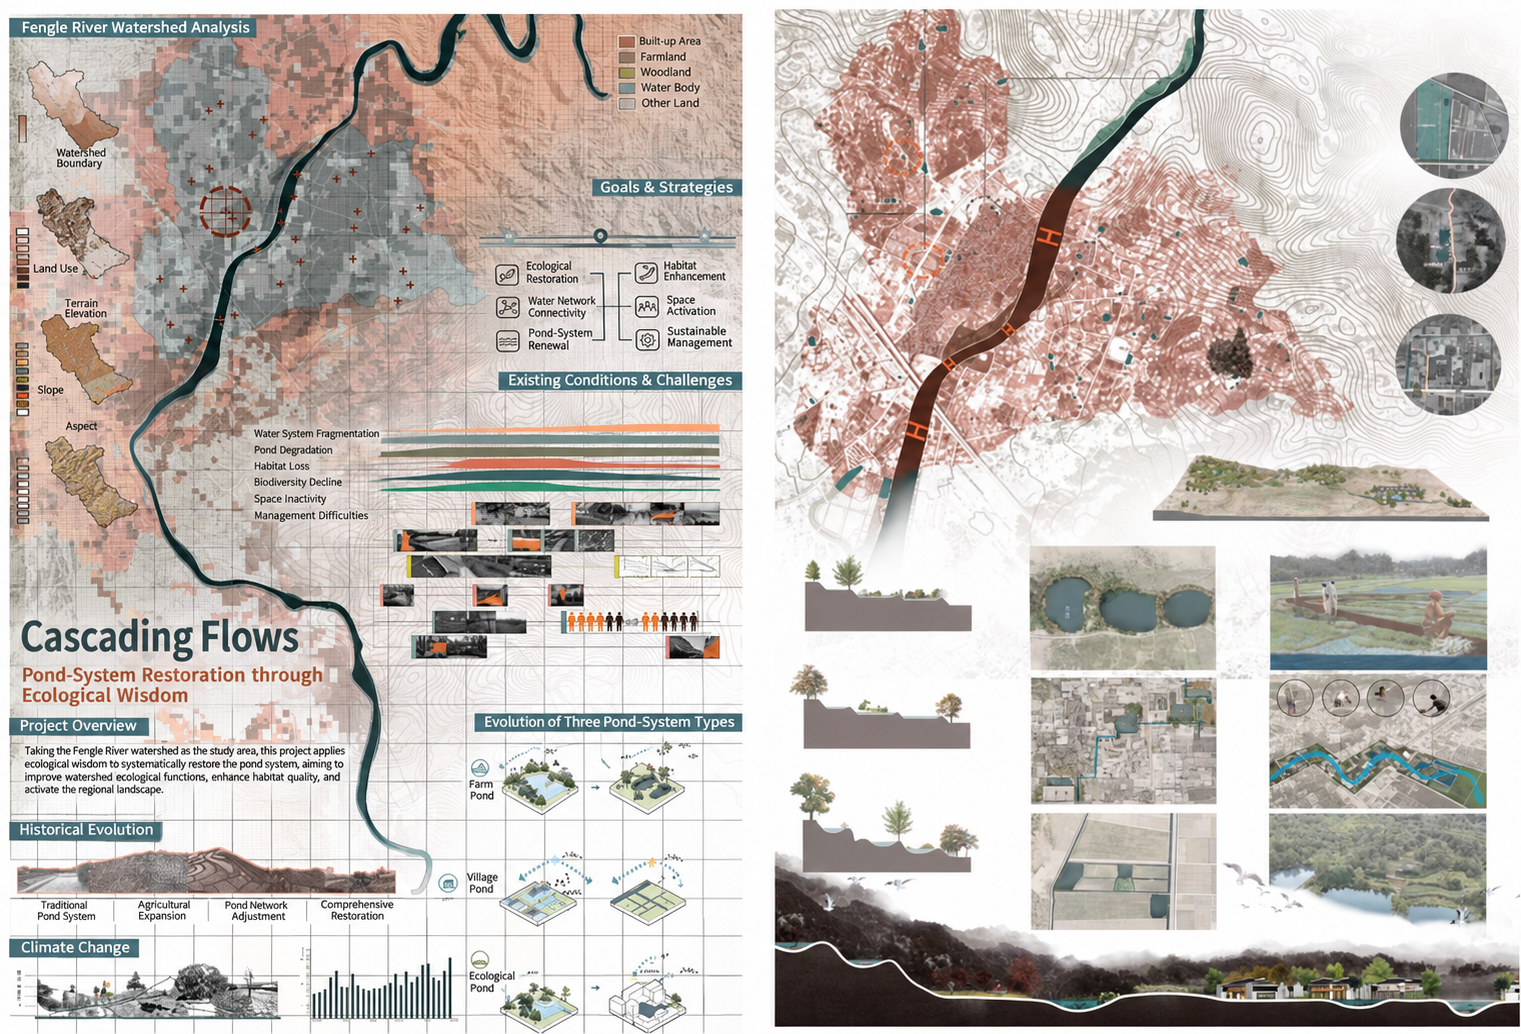 Fengle River Watershed Analysis
Built-up Area
Farmland
Woodland
Water Body
Other Land
Watershed
Boundary
Land Use
Terrain
Elevation
Slope
Aspect
Goals & Strategies
Ecological
Restoration
Habitat
Enhancement
Water Network
Connectivity
Space
Activation
Pond-System
Renewal
Sustainable
Management
Existing Conditions & Challenges
Water System Fragmentation
Pond Degradation
Habitat Loss
Biodiversity Decline
Space Inactivity
Management Difficulties
Cascading Flows
Pond-System Restoration through
Ecological Wisdom
Project Overview
Taking the Fengle River watershed as the study area, this project applies
ecological wisdom to systematically restore the pond system, aiming to
improve watershed ecological functions, enhance habitat quality, and
activate the regional landscape.
Historical Evolution
Traditional
Pond System
Agricultural
Expansion
Pond Network
Adjustment
Comprehensive
Restoration
Climate Change
Evolution of Three Pond-System Types
Farm
Pond
Village
Pond
Ecological
Pond
H
H
H
H